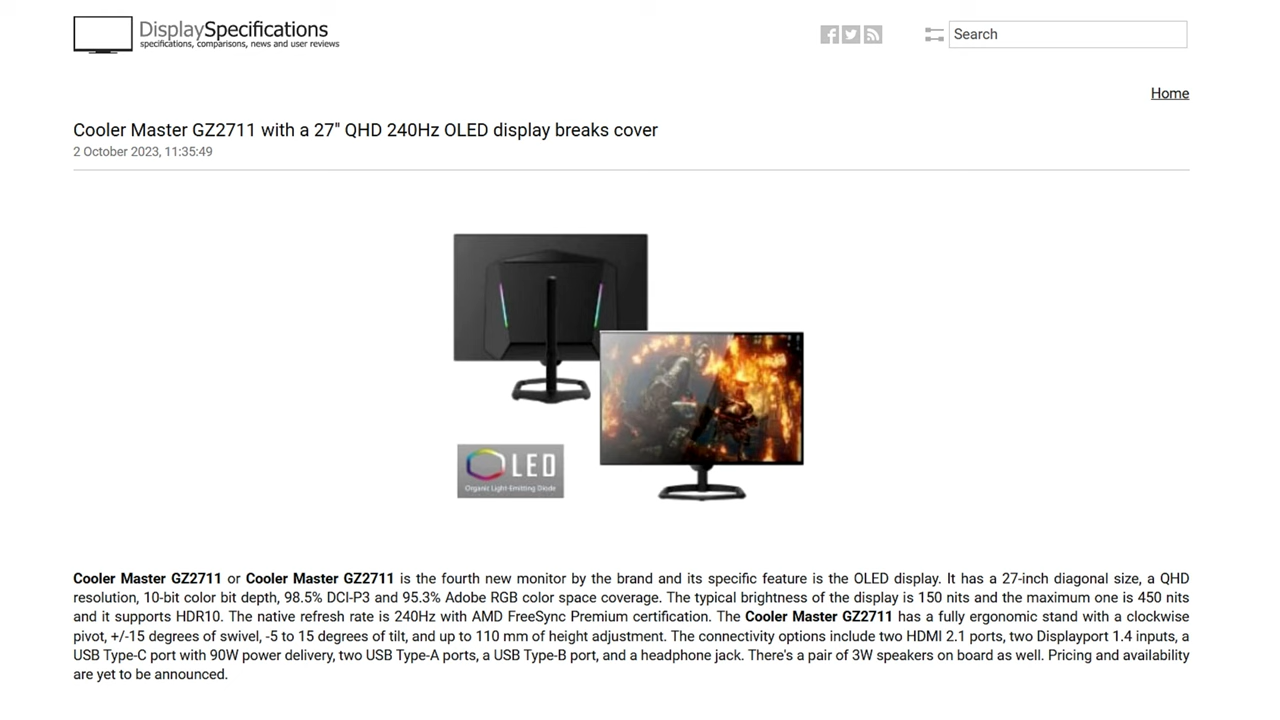 DisplaySpecifications
specifications, comparisons, news and user reviews
Search
Home
Cooler Master GZ2711 with a 27" QHD 240Hz OLED display breaks cover
2 October 2023, 11:35:49
OLED
Organic Light-Emitting Diode
Cooler Master GZ2711 or Cooler Master GZ2711 is the fourth new monitor by the brand and its specific feature is the OLED display. It has a 27-inch diagonal size, a QHD
resolution, 10-bit color bit depth, 98.5% DCI-P3 and 95.3% Adobe RGB color space coverage. The typical brightness of the display is 150 nits and the maximum one is 450 nits
and it supports HDR10. The native refresh rate is 240Hz with AMD FreeSync Premium certification. The Cooler Master GZ2711 has a fully ergonomic stand with a clockwise
pivot, +/-15 degrees of swivel, -5 to 15 degrees of tilt, and up to 110 mm of height adjustment. The connectivity options include two HDMI 2.1 ports, two Displayport 1.4 inputs, a
USB Type-C port with 90W power delivery, two USB Type-A ports, a USB Type-B port, and a headphone jack. There's a pair of 3W speakers on board as well. Pricing and availability
are yet to be announced.